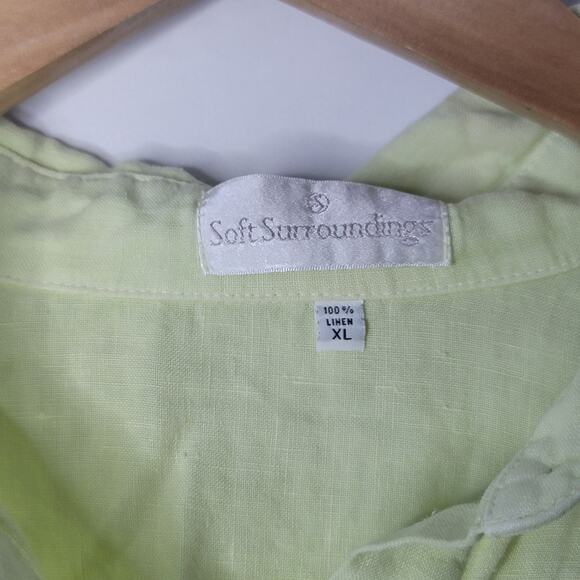 S
Soft Surroundings
100%
LINEN
XL